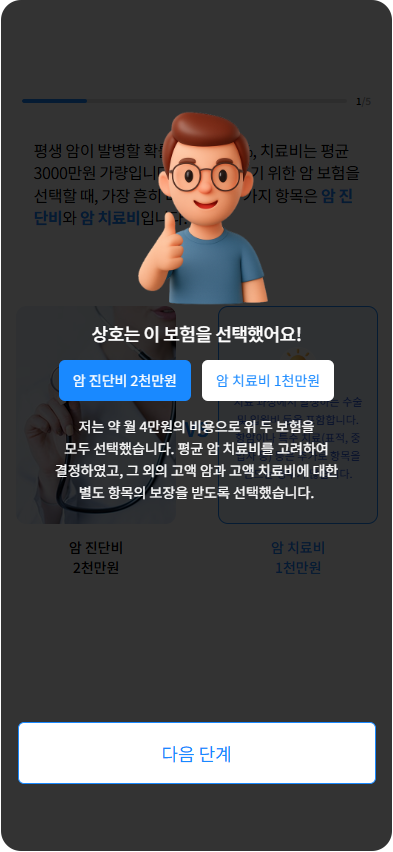 1/5
평생 암이 발병할 확률 치료비는 평균
3000만원 가량입니다 기 위한 암 보험을
선택할 때, 가장 흔히 가지 항목은 암 진
단비와 암 치료비입니다.
상호는 이 보험을 선택했어요!
암 진단비 2천만원
암 치료비 1천만원
저는 약 월 4만원의 비용으로 위 두 보험을
모두 선택했습니다. 평균 암 치료비를 고려하여
결정하였고, 그 외의 고액 암과 고액 치료비에 대한
별도 항목의 보장을 받도록 선택했습니다.
암 진단비
2천만원
암 치료비
1천만원
다음 단계